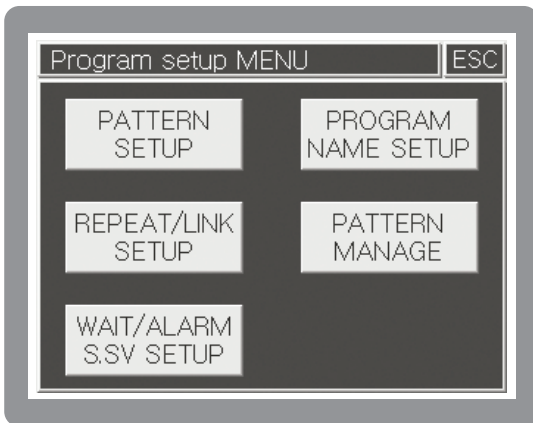 Program setup MENU ESC
PATTERN
SETUP
PROGRAM
NAME SETUP
REPEAT/LINK
SETUP
PATTERN
MANAGE
WAIT/ALARM
S.SV SETUP